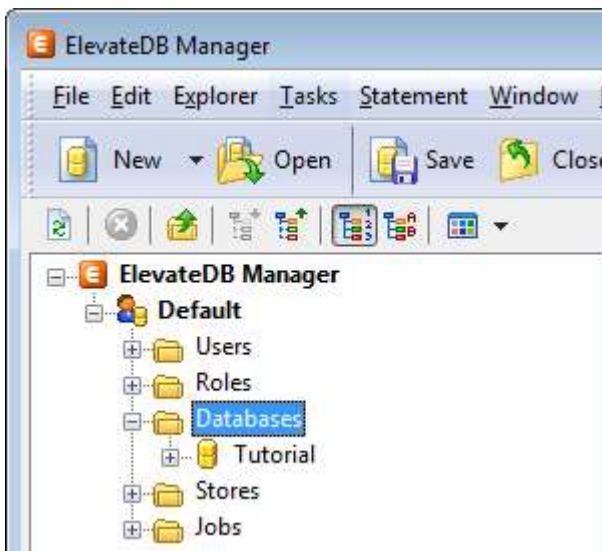 ElevateDB Manager
File Edit Explorer Tasks Statement Window
New Open Save Close
ElevateDB Manager
Default
Users
Roles
Databases
Tutorial
Stores
Jobs